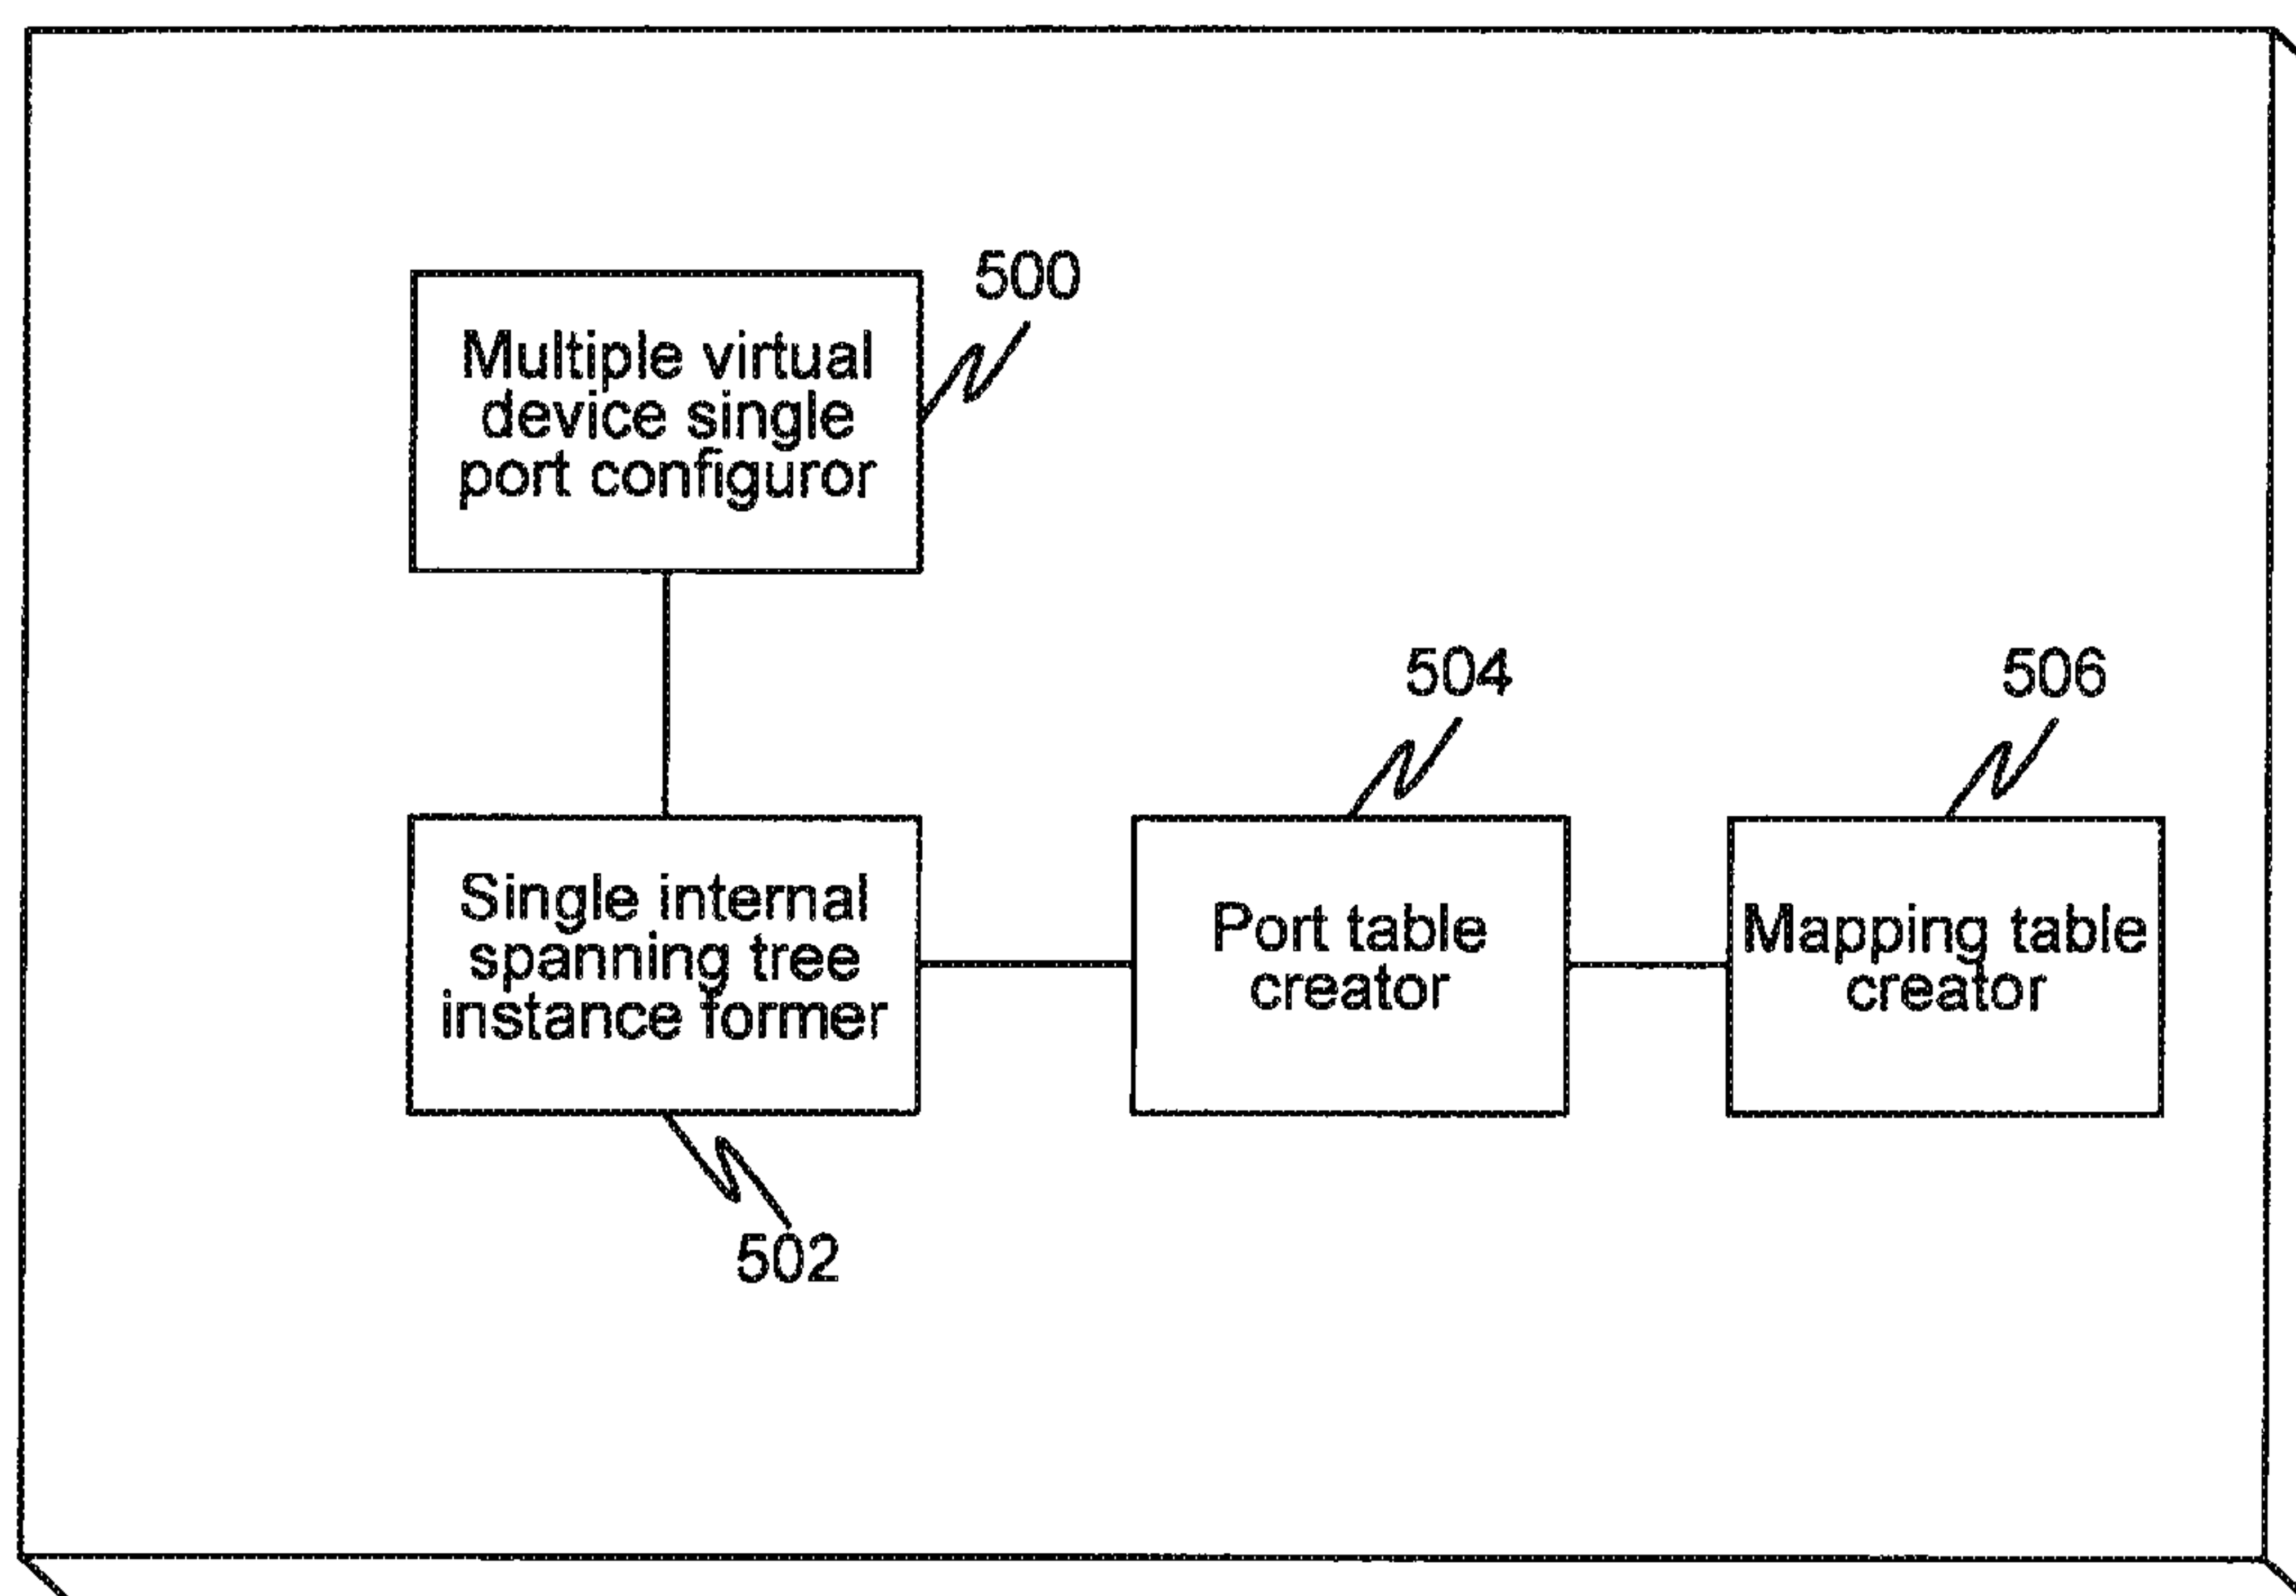 500
Multiple virtual
device single
port configuror
504
506
Single internal
spanning tree
instance former
Port table
creator
Mapping table
creator
502